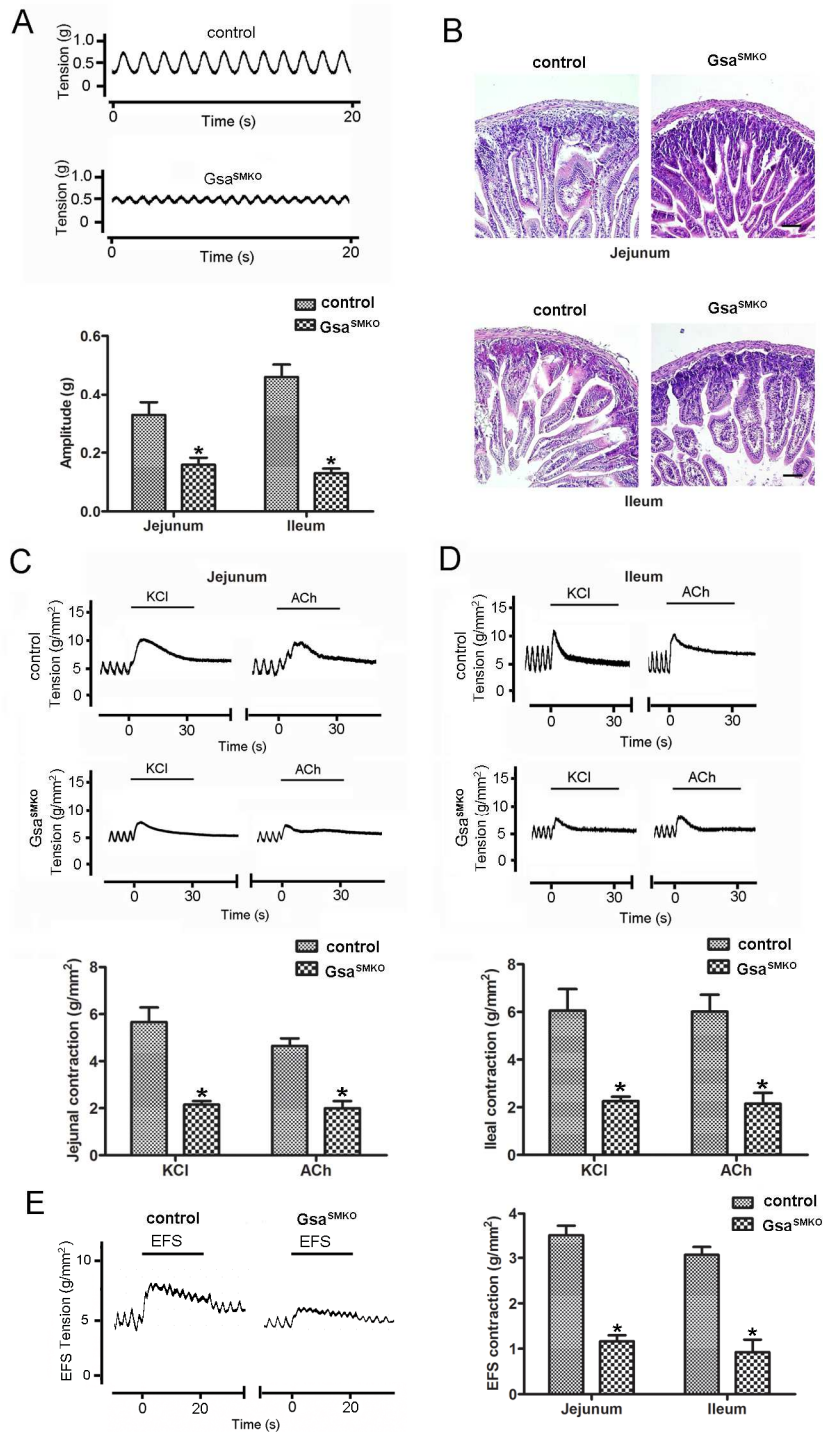 A
control
Tension (g)
1.0
0.5
0
0
20
Time (s)
Gsa^SMKO
Tension (g)
1.0
0.5
0
0
20
Time (s)
control
Gsa^SMKO
Amplitude (g)
0.6
0.4
0.2
0.0
Jejunum
Ileum
B
control
Gsa^SMKO
Jejunum
control
Gsa^SMKO
Ileum
C
Jejunum
KCl
ACh
control
Tension (g/mm²)
15
10
5
0
0
30
0
30
Time (s)
KCl
ACh
Gsa^SMKO
Tension (g/mm²)
15
10
5
0
0
30
0
30
Time (s)
control
Gsa^SMKO
Jejunal contraction (g/mm²)
8
6
4
2
0
* *
KCl
ACh
D
Ileum
KCl
ACh
control
Tension (g/mm²)
15
10
5
0
0
30
0
30
Time (s)
KCl
ACh
Gsa^SMKO
Tension (g/mm²)
15
10
5
0
0
30
0
30
Time (s)
control
Gsa^SMKO
Ileal contraction (g/mm²)
8
6
4
2
0
* *
KCl
ACh
E
control
Gsa^SMKO
EFS
EFS
EFS Tension (g/mm²)
10
5
0
0
20
0
20
Time (s)
control
Gsa^SMKO
EFS contraction (g/mm²)
4
3
2
1
0
* *
Jejunum
Ileum